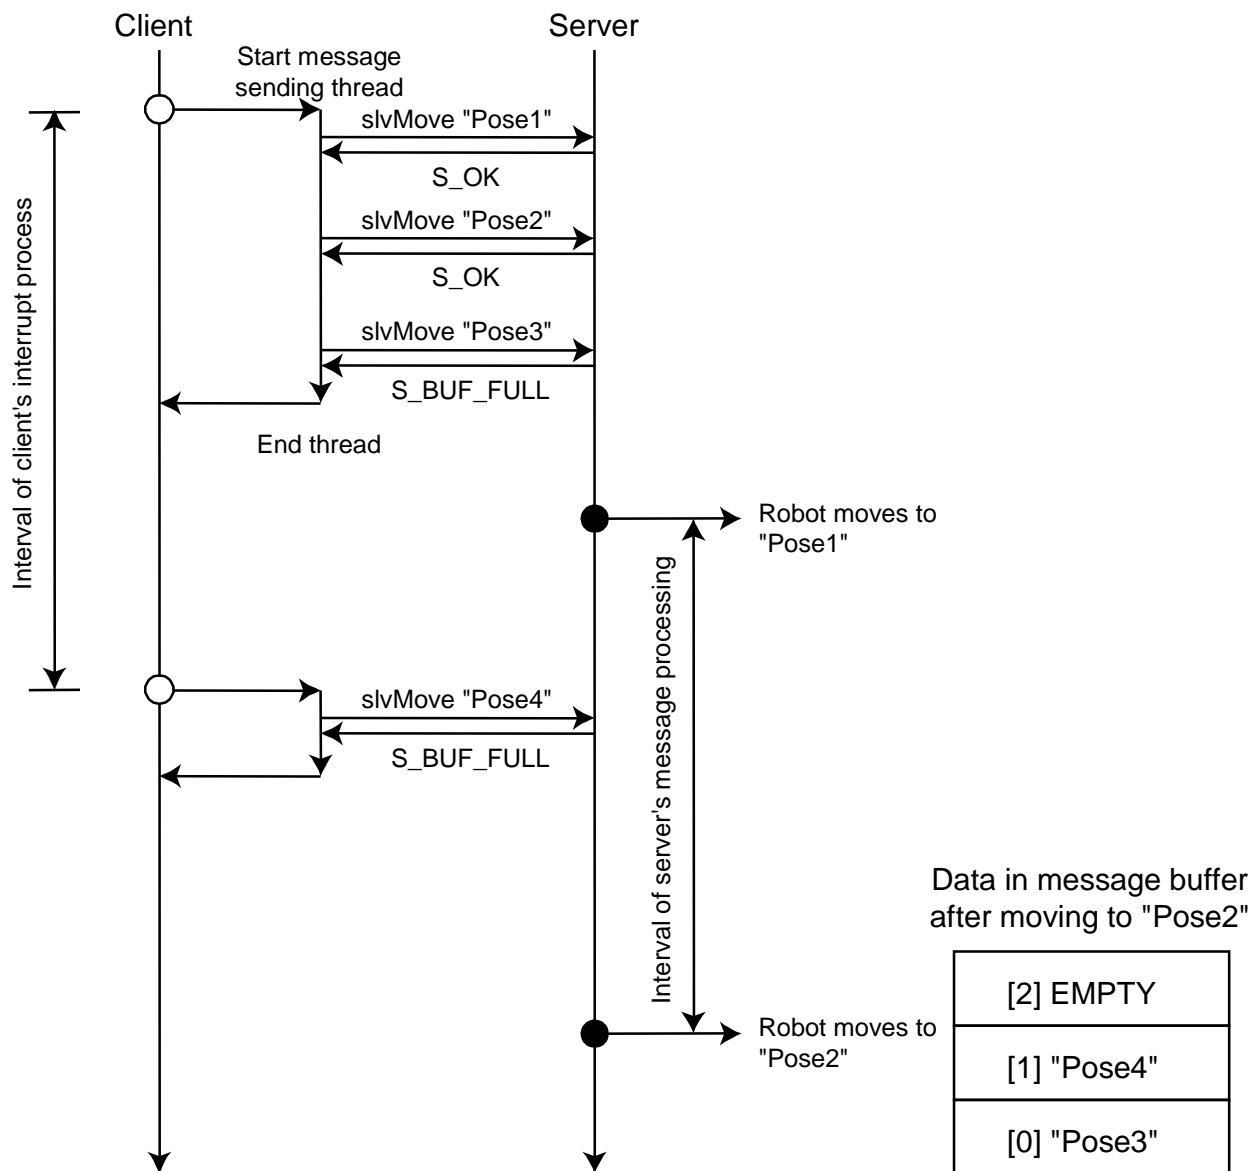 Client
Server
Start message
sending thread
slvMove "Pose1"
S_OK
slvMove "Pose2"
S_OK
slvMove "Pose3"
S_BUF_FULL
End thread
Interval of client's interrupt process
Robot moves to
"Pose1"
slvMove "Pose4"
S_BUF_FULL
Interval of server's message processing
Robot moves to
"Pose2"
Data in message buffer
after moving to "Pose2"
[2] EMPTY
[1] "Pose4"
[0] "Pose3"